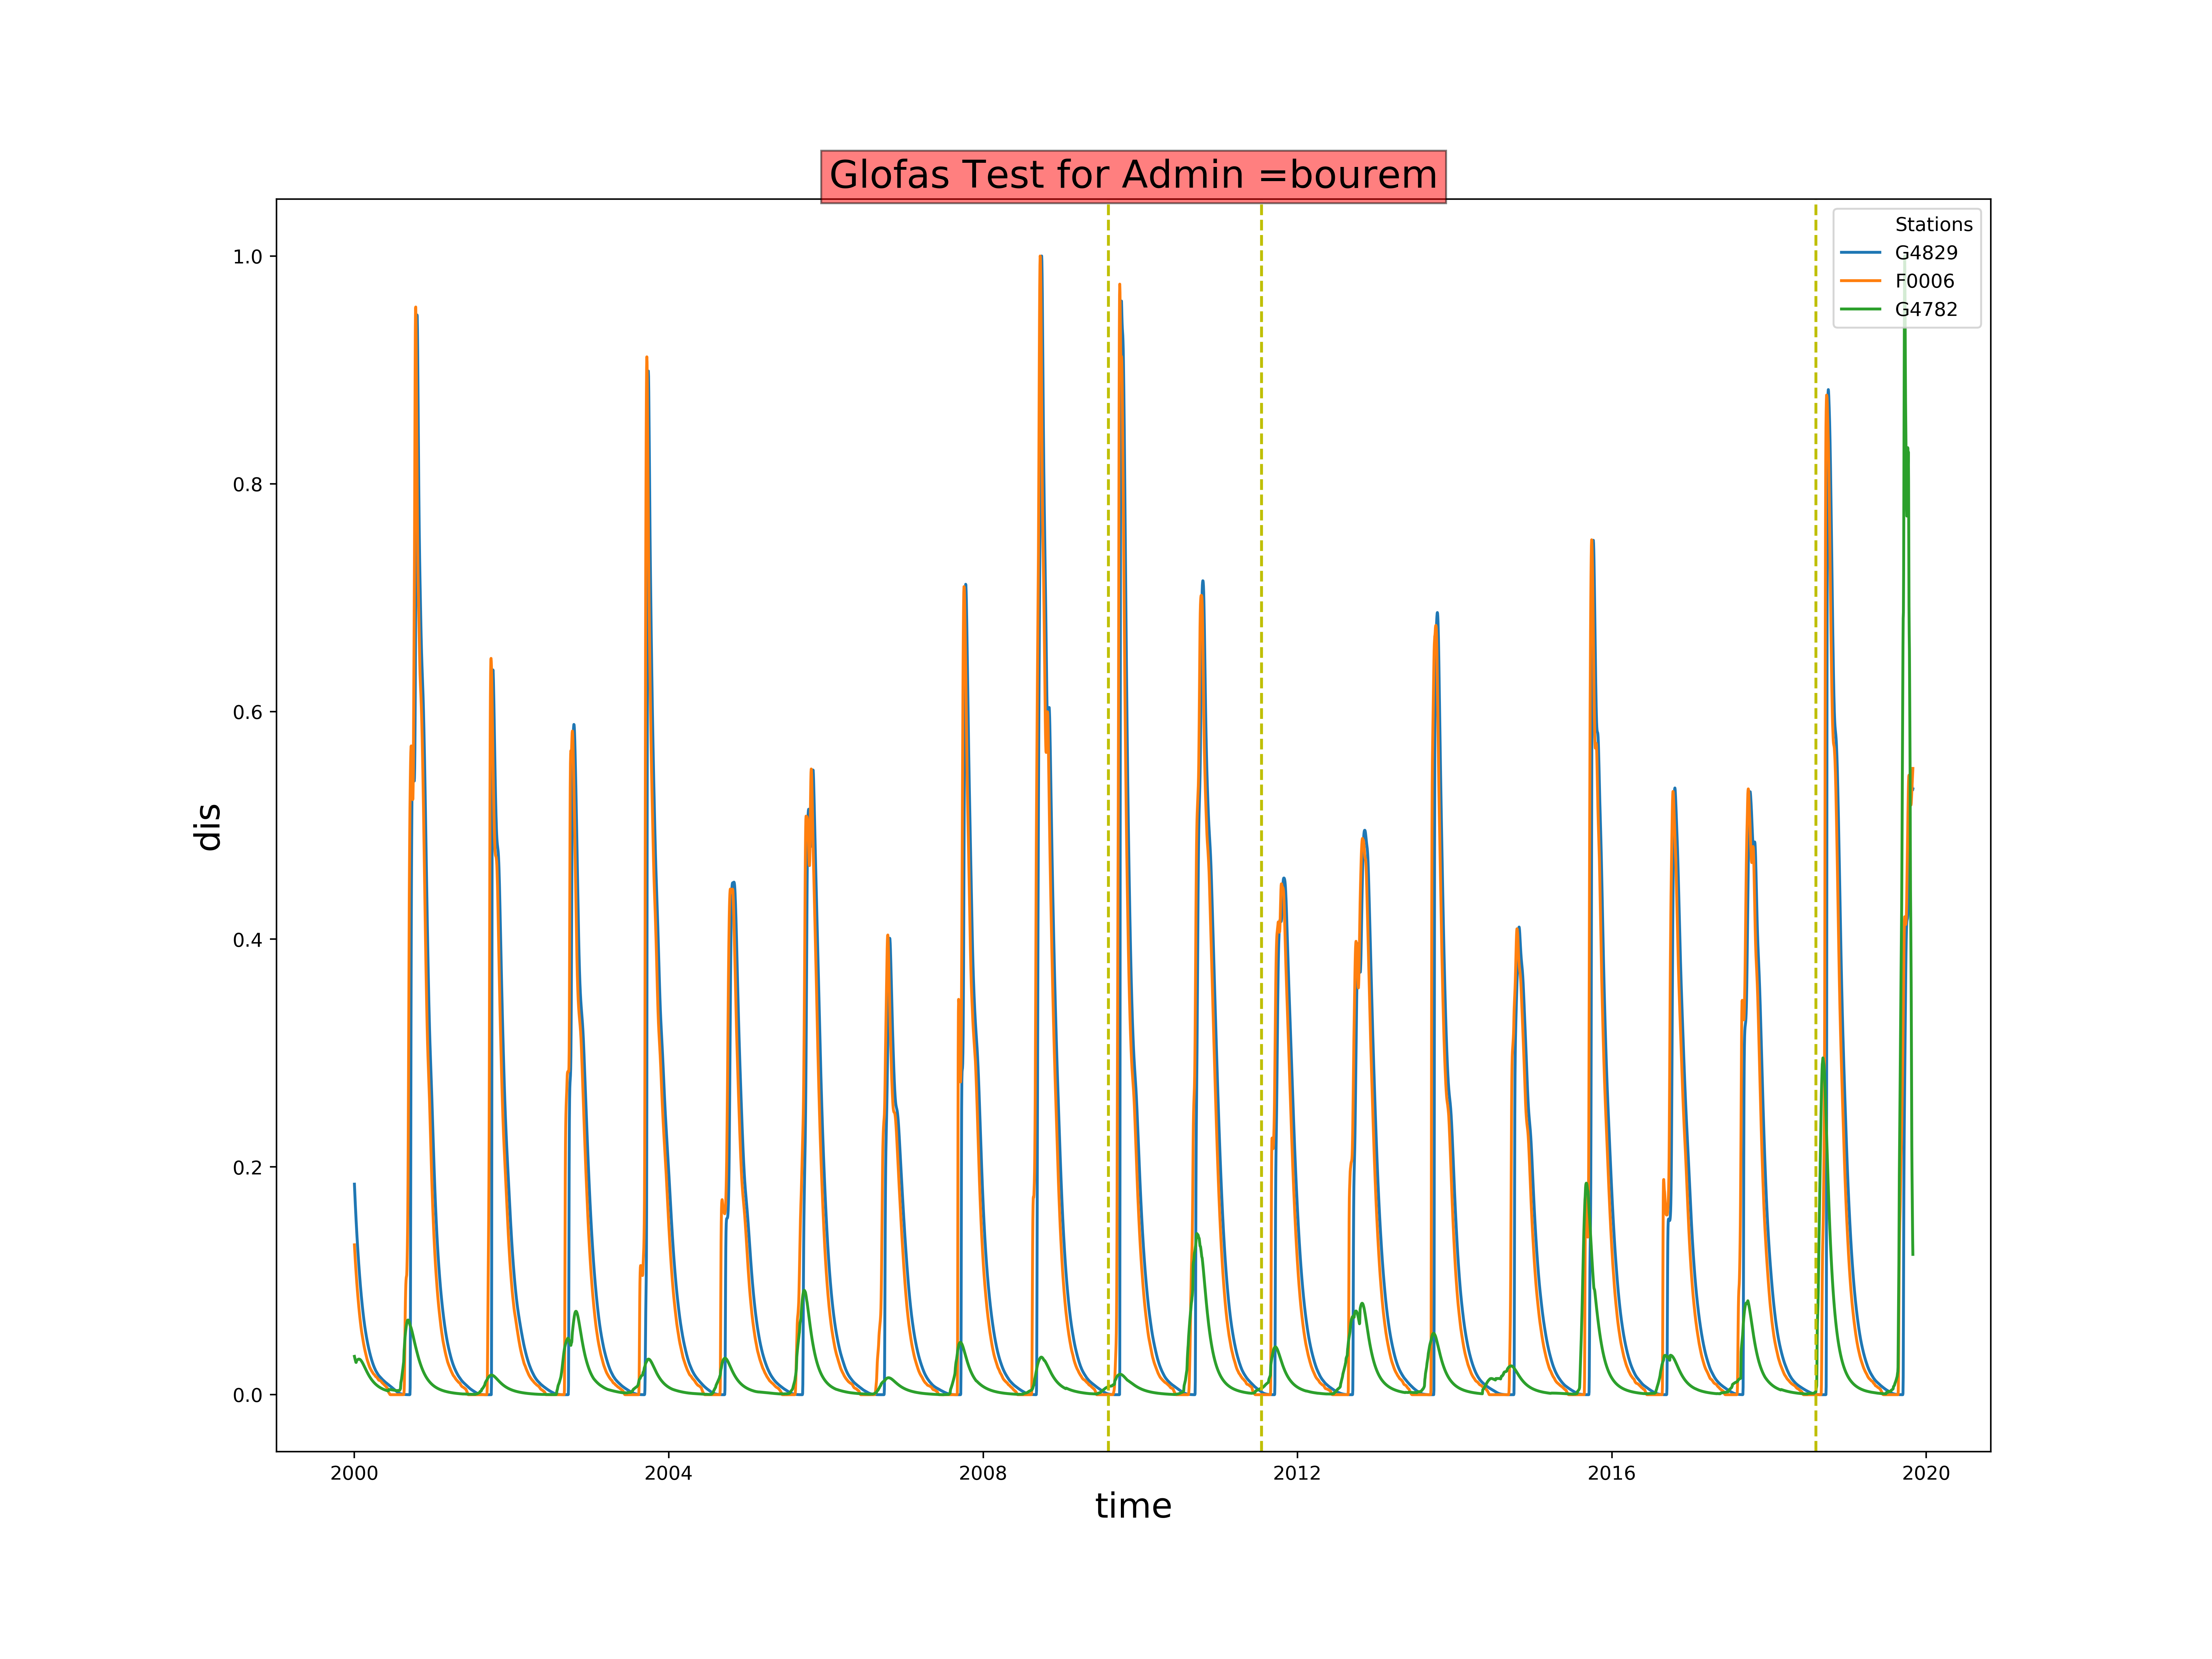 Glofas Test for Admin =bourem
Stations
G4829
F0006
G4782
1.0
0.8
0.6
0.4
0.2
0.0
dis
2000
2004
2008
2012
2016
2020
time